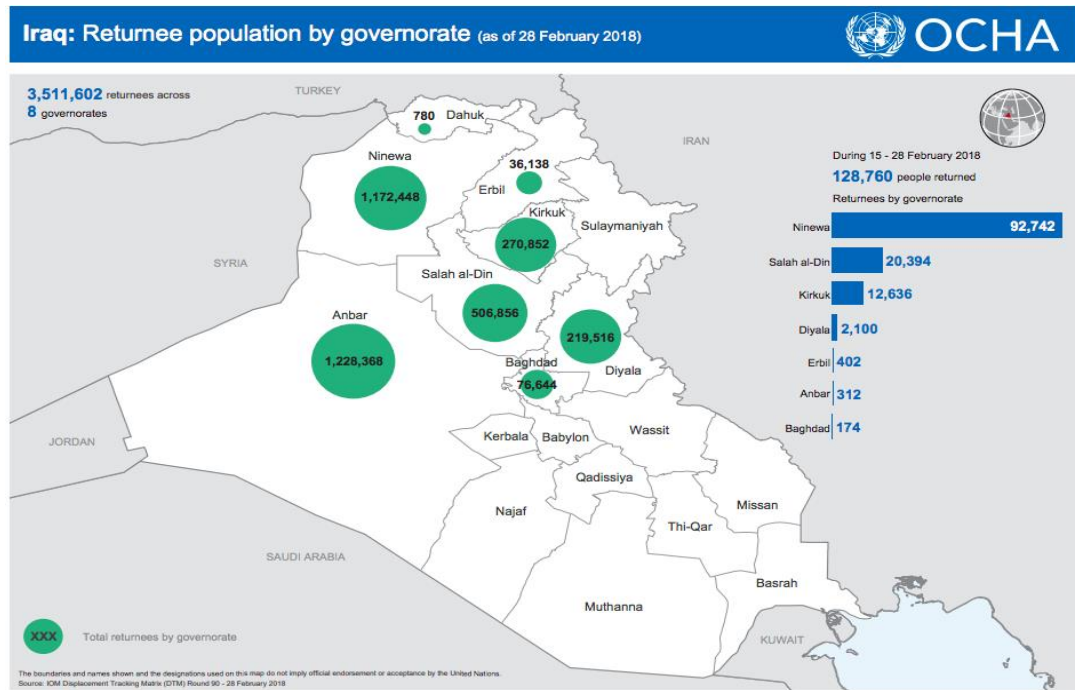 Iraq: Returnee population by governorate (as of 28 February 2018)
OCHA
3,511,602 returnees across
8 governorates
TURKEY
780
Dahuk
IRAN
Ninewa
36,138
1,172,448
Erbil
Kirkuk
Sulaymaniyah
270,852
SYRIA
Salah al-Din
506,856
Anbar
219,516
1,228,368
Baghdad
Diyala
76,644
JORDAN
Kerbala
Babylon
Wassit
Qadissiya
Najaf
Missan
Thi-Qar
SAUDI ARABIA
Basrah
Muthanna
KUWAIT
During 15 - 28 February 2018
128,760 people returned
Returnees by governorate
Ninewa 92,742
Salah al-Din 20,394
Kirkuk 12,636
Diyala 2,100
Erbil 402
Anbar 312
Baghdad 174
XXX Total returnees by governorate
The boundaries and names shown and the designations used on this map do not imply official endorsement or acceptance by the United Nations.
Source: IOM Displacement Tracking Matrix (DTM) Round 90 - 28 February 2018